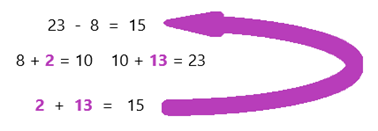 23 - 8 = 15
8 + 2 = 10 10 + 13 = 23
2 + 13 = 15